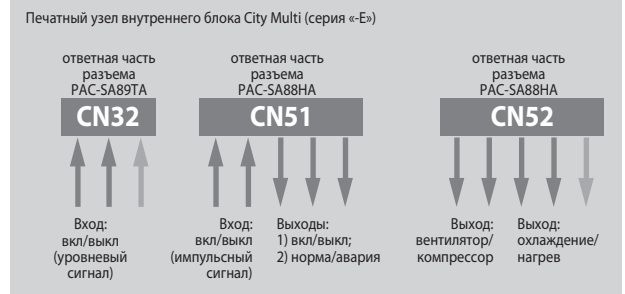 Печатный узел внутреннего блока City Multi (серия «-E»)
ответная часть
разъема
PAC-SA89TA
CN32
Вход:
вкл/выкл
(уровневый
сигнал)
ответная часть
разъема
PAC-SA88HA
CN51
Вход:
вкл/выкл
(импульсный
сигнал)
Выходы:
1) вкл/выкл;
2) норма/авария
ответная часть
разъема
PAC-SA88HA
CN52
Выход:
вентилятор/
компрессор
Выход:
охлаждение/
нагрев